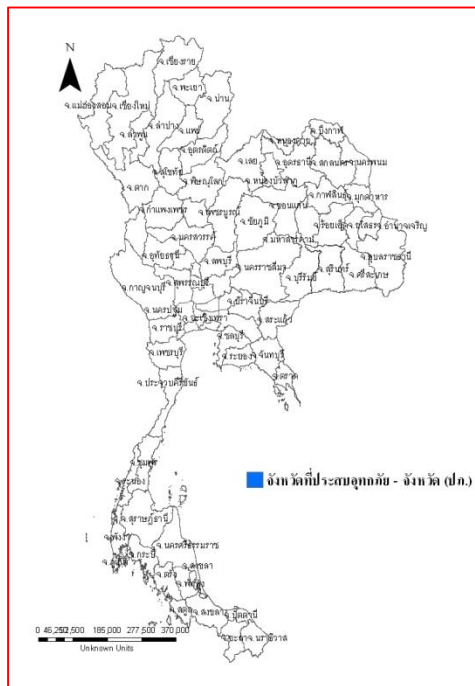 N
จ.เชียงราย
จ.พะเยา
จ.น่าน
จ.แม่ฮ่องสอน จ.เชียงใหม่
จ.ลำปาง จ.แพร่
จ.ลำพูน
จ.อุตรดิตถ์
จ.สุโขทัย
จ.ตาก
จ.พิษณุโลก
จ.กำแพงเพชร
จ.เพชรบูรณ์
จ.นครสวรรค์
จ.อุทัยธานี
จ.ลพบุรี
จ.สุพรรณบุรี
จ.กาญจนบุรี
จ.นครปฐม
จ.ราชบุรี
จ.เพชรบุรี
จ.ประจวบคีรีขันธ์
จ.บึงกาฬ
จ.หนองคาย
จ.เลย
จ.อุดรธานี จ.สกลนคร จ.นครพนม
จ.หนองบัวลำภู
จ.ขอนแก่น
จ.กาฬสินธุ์ จ.มุกดาหาร
จ.ชัยภูมิ
จ.ร้อยเอ็ด จ.ยโสธร จ.อำนาจเจริญ
จ.มหาสารคาม
จ.อุบลราชธานี
จ.นครราชสีมา
จ.บุรีรัมย์
จ.สุรินทร์
จ.ศรีสะเกษ
จ.ปราจีนบุรี
จ.ฉะเชิงเทรา
จ.สระแก้ว
จ.ชลบุรี
จ.ระยอง จ.จันทบุรี
จ.ตราด
จ.ชุมพร
จ.ระนอง
จ.สุราษฎร์ธานี
จ.พังงา
จ.นครศรีธรรมราช
จ.กระบี่
จ.ตรัง
จ.สงขลา
จ.พัทลุง
จ.สตูล จ.สงขลา จ.ปัตตานี
จ.ยะลา จ.นราธิวาส
จังหวัดที่ประสบอุทกภัย - จังหวัด (ปภ.)
0 46,250 92,500 185,000 277,500 370,000
Unknown Units